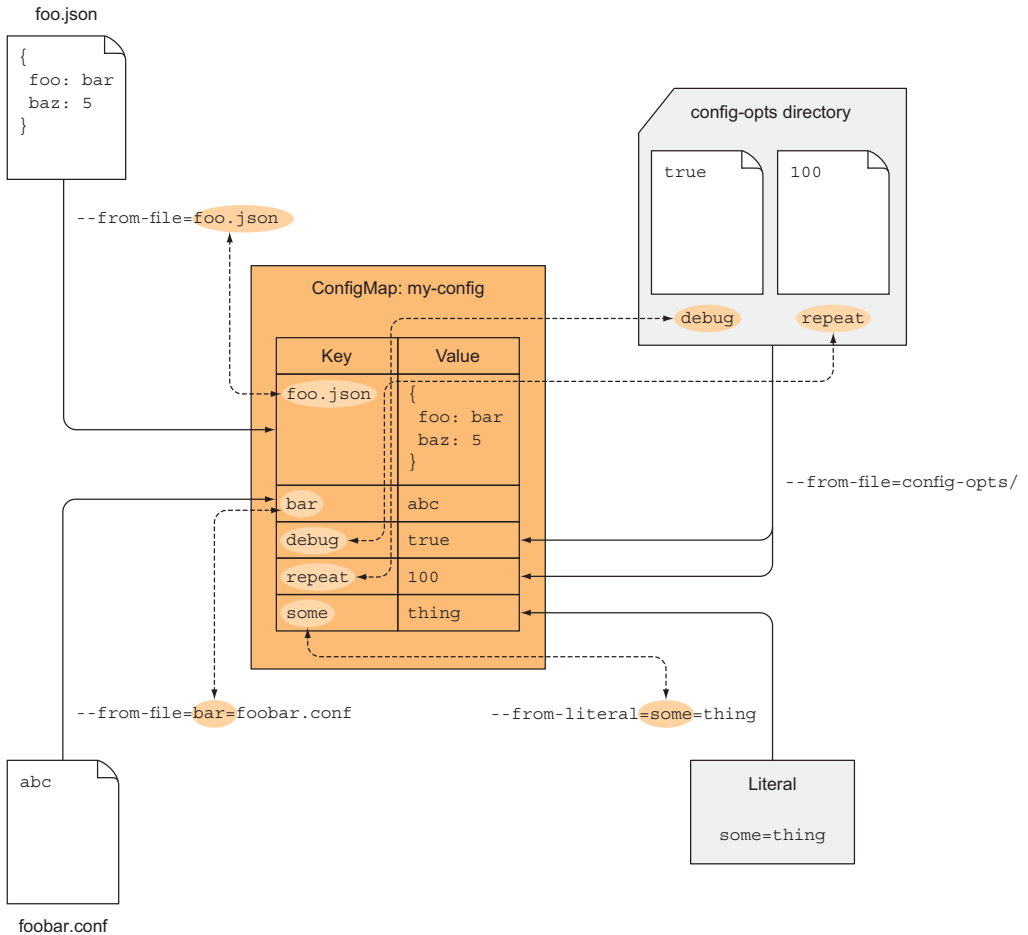 foo.json
{
foo: bar
baz: 5
}
config-opts directory
true
100
debug
repeat
--from-file=foo.json
ConfigMap: my-config
Key Value
foo.json {
foo: bar
baz: 5
}
bar abc
debug true
repeat 100
some thing
--from-file=config-opts/
--from-file=bar=foobar.conf
--from-literal=some=thing
abc
foobar.conf
Literal
some=thing